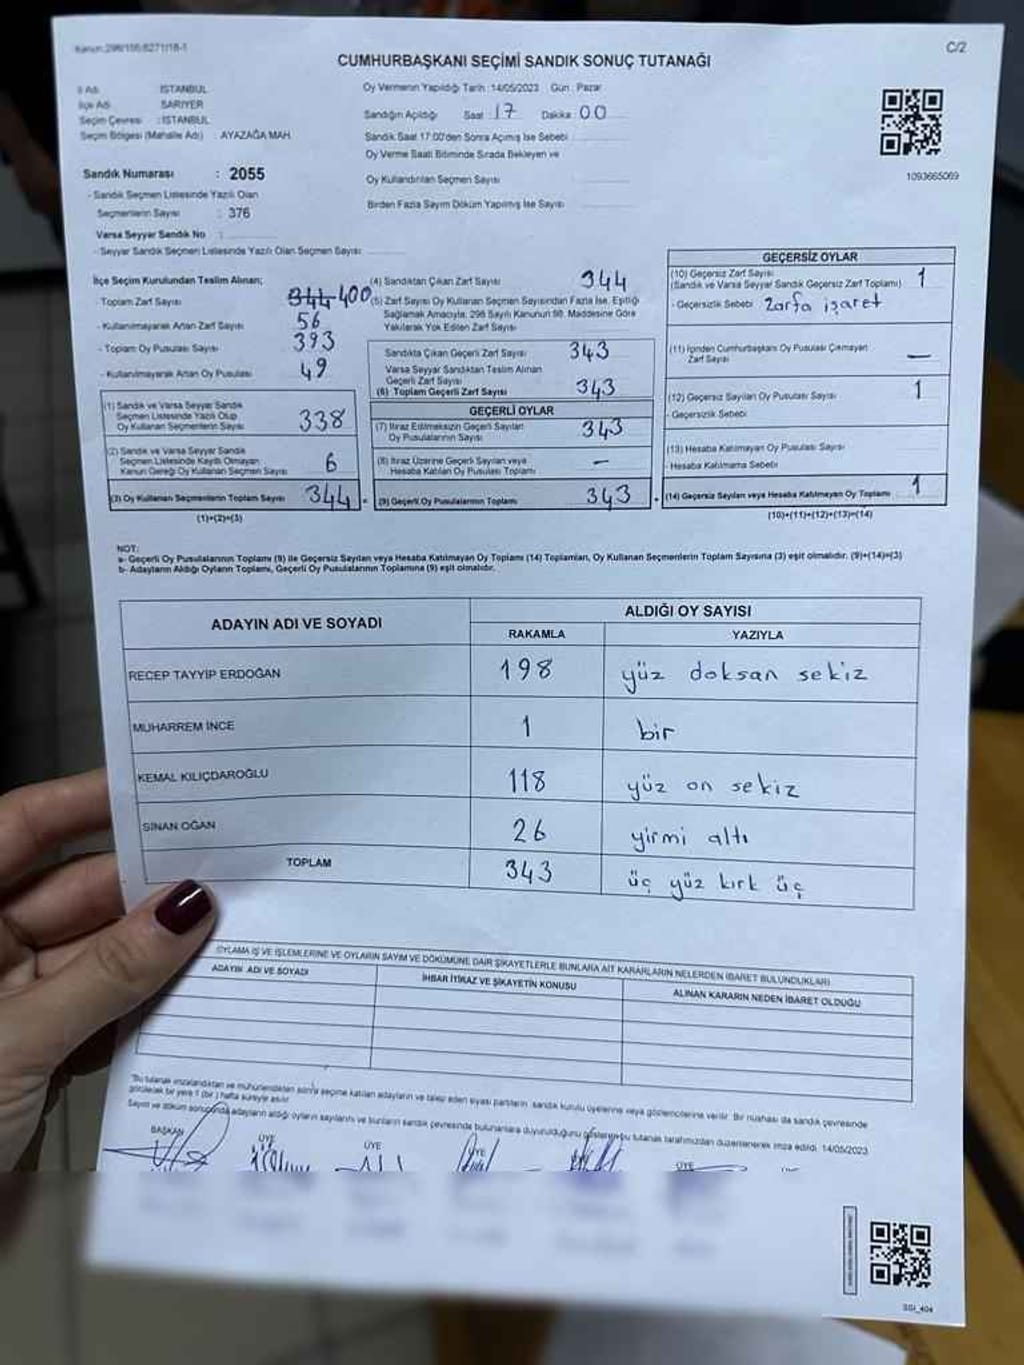 Kanun:298/106:6271/18-1
C/2
CUMHURBAŞKANI SEÇİMİ SANDIK SONUÇ TUTANAĞI
İl Adı : İSTANBUL
İlçe Adı : SARIYER
Seçim Çevresi : İSTANBUL
Seçim Bölgesi (Mahalle Adı) : AYAZAĞA MAH.
Sandık Numarası : 2055
- Sandık Seçmen Listesinde Yazılı Olan
Seçmenlerin Sayısı : 376
Varsa Seyyar Sandık No :
- Seyyar Sandık Seçmen Listesinde Yazılı Olan Seçmen Sayısı:
Oy Vermenin Yapıldığı Tarih :14/05/2023 Gün : Pazar
Sandığın Açıldığı Saat : 17 Dakika : 00
Sandık Saat 17:00'den Sonra Açımış İse Sebebi :
Oy Verme Saati Bitiminde Sırada Bekleyen ve
Oy Kullandırılan Seçmen Sayısı :
Birden Fazla Sayım Döküm Yapılmış İse Sayısı :
1093665069
İlçe Seçim Kurulundan Teslim Alınan;
- Toplam Zarf Sayısı 344 400
- Kullanılmayarak Artan Zarf Sayısı 56
- Toplam Oy Pusulası Sayısı 393
- Kullanılmayarak Artan Oy Pusulası 49
(1) Sandık ve Varsa Seyyar Sandık
Seçmen Listesinde Yazılı Olup
Oy Kullanan Seçmenlerin Sayısı 338
(2) Sandık ve Varsa Seyyar Sandık
Seçmen Listesinde Kayıtlı Olmayan
Kanun Gereği Oy Kullanan Seçmen Sayısı 6
(3) Oy Kullanan Seçmenlerin Toplam Sayısı 344 =
(1)+(2)=(3)
(4) Sandıktan Çıkan Zarf Sayısı 344
(5) Zarf Sayısı Oy Kullanan Seçmen Sayısından Fazla İse, Eşitliği
Sağlamak Amacıyla, 298 Sayılı Kanunun 98. Maddesine Göre
Yakılarak Yok Edilen Zarf Sayısı
Sandıkta Çıkan Geçerli Zarf Sayısı 343
Varsa Seyyar Sandıktan Teslim Alınan
Geçerli Zarf Sayısı
(6) Toplam Geçerli Zarf Sayısı 343
GEÇERLİ OYLAR
(7) İtiraz Edilmeksizin Geçerli Sayılan
Oy Pusulalarının Sayısı 343
(8) İtiraz Üzerine Geçerli Sayılan veya
Hesaba Katılan Oy Pusulası Toplamı –
(9) Geçerli Oy Pusulalarının Toplamı 343 +
GEÇERSİZ OYLAR
(10) Geçersiz Zarf Sayısı
(Sandık ve Varsa Seyyar Sandık Geçersiz Zarf Toplamı) 1
- Geçersizlik Sebebi : Zarfa işaret
(11) İçinden Cumhurbaşkanı Oy Pusulası Çıkmayan
Zarf Sayısı –
(12) Geçersiz Sayılan Oy Pusulası Sayısı 1
- Geçersizlik Sebebi :
(13) Hesaba Katılmayan Oy Pusulası Sayısı
- Hesaba Katılmama Sebebi :
(14) Geçersiz Sayılan veya Hesaba Katılmayan Oy Toplamı 1
(10)+(11)+(12)+(13)=(14)
NOT:
a- Geçerli Oy Pusulalarının Toplamı (9) ile Geçersiz Sayılan veya Hesaba Katılmayan Oy Toplamı (14) Toplamları, Oy Kullanan Seçmenlerin Toplam Sayısına (3) eşit olmalıdır. (9)+(14)=(3)
b- Adayların Aldığı Oyların Toplamı, Geçerli Oy Pusulalarının Toplamına (9) eşit olmalıdır.
ADAYIN ADI VE SOYADI
ALDIĞI OY SAYISI
RAKAMLA YAZIYLA
RECEP TAYYİP ERDOĞAN 198 yüz doksan sekiz
MUHARREM İNCE 1 bir
KEMAL KILIÇDAROĞLU 118 yüz on sekiz
SİNAN OĞAN 26 yirmi altı
TOPLAM 343 üç yüz kırk üç
OYLAMA İŞ VE İŞLEMLERİNE VE OYLARIN SAYIM VE DÖKÜMÜNE DAİR ŞİKAYETLERLE BUNLARA AİT KARARLARIN NELERDEN İBARET BULUNDUKLARI
ADAYIN ADI VE SOYADI
İHBAR İTİRAZ VE ŞİKAYETİN KONUSU
ALINAN KARARIN NEDEN İBARET OLDUĞU
Bu tutanak imzalandıktan ve mühürlendikten sonra seçime katılan adayların ve talep eden siyasi partilerin sandık kurulu üyelerine veya gözlemcilerine verilir. Bir nüshası da sandık çevresinde
görülecek bir yere 1 (bir) hafta süreyle asılır.
Sayım ve döküm sonucunda adayların aldığı oyların sayılarını ve bunların sandık çevresinde bulunanlara duyurulduğunu gösteren bu tutanak tarafımızdan düzenlenerek imza edildi. 14/05/2023
BAŞKAN
ÜYE
ÜYE
ÜYE
ÜYE
SGI_404